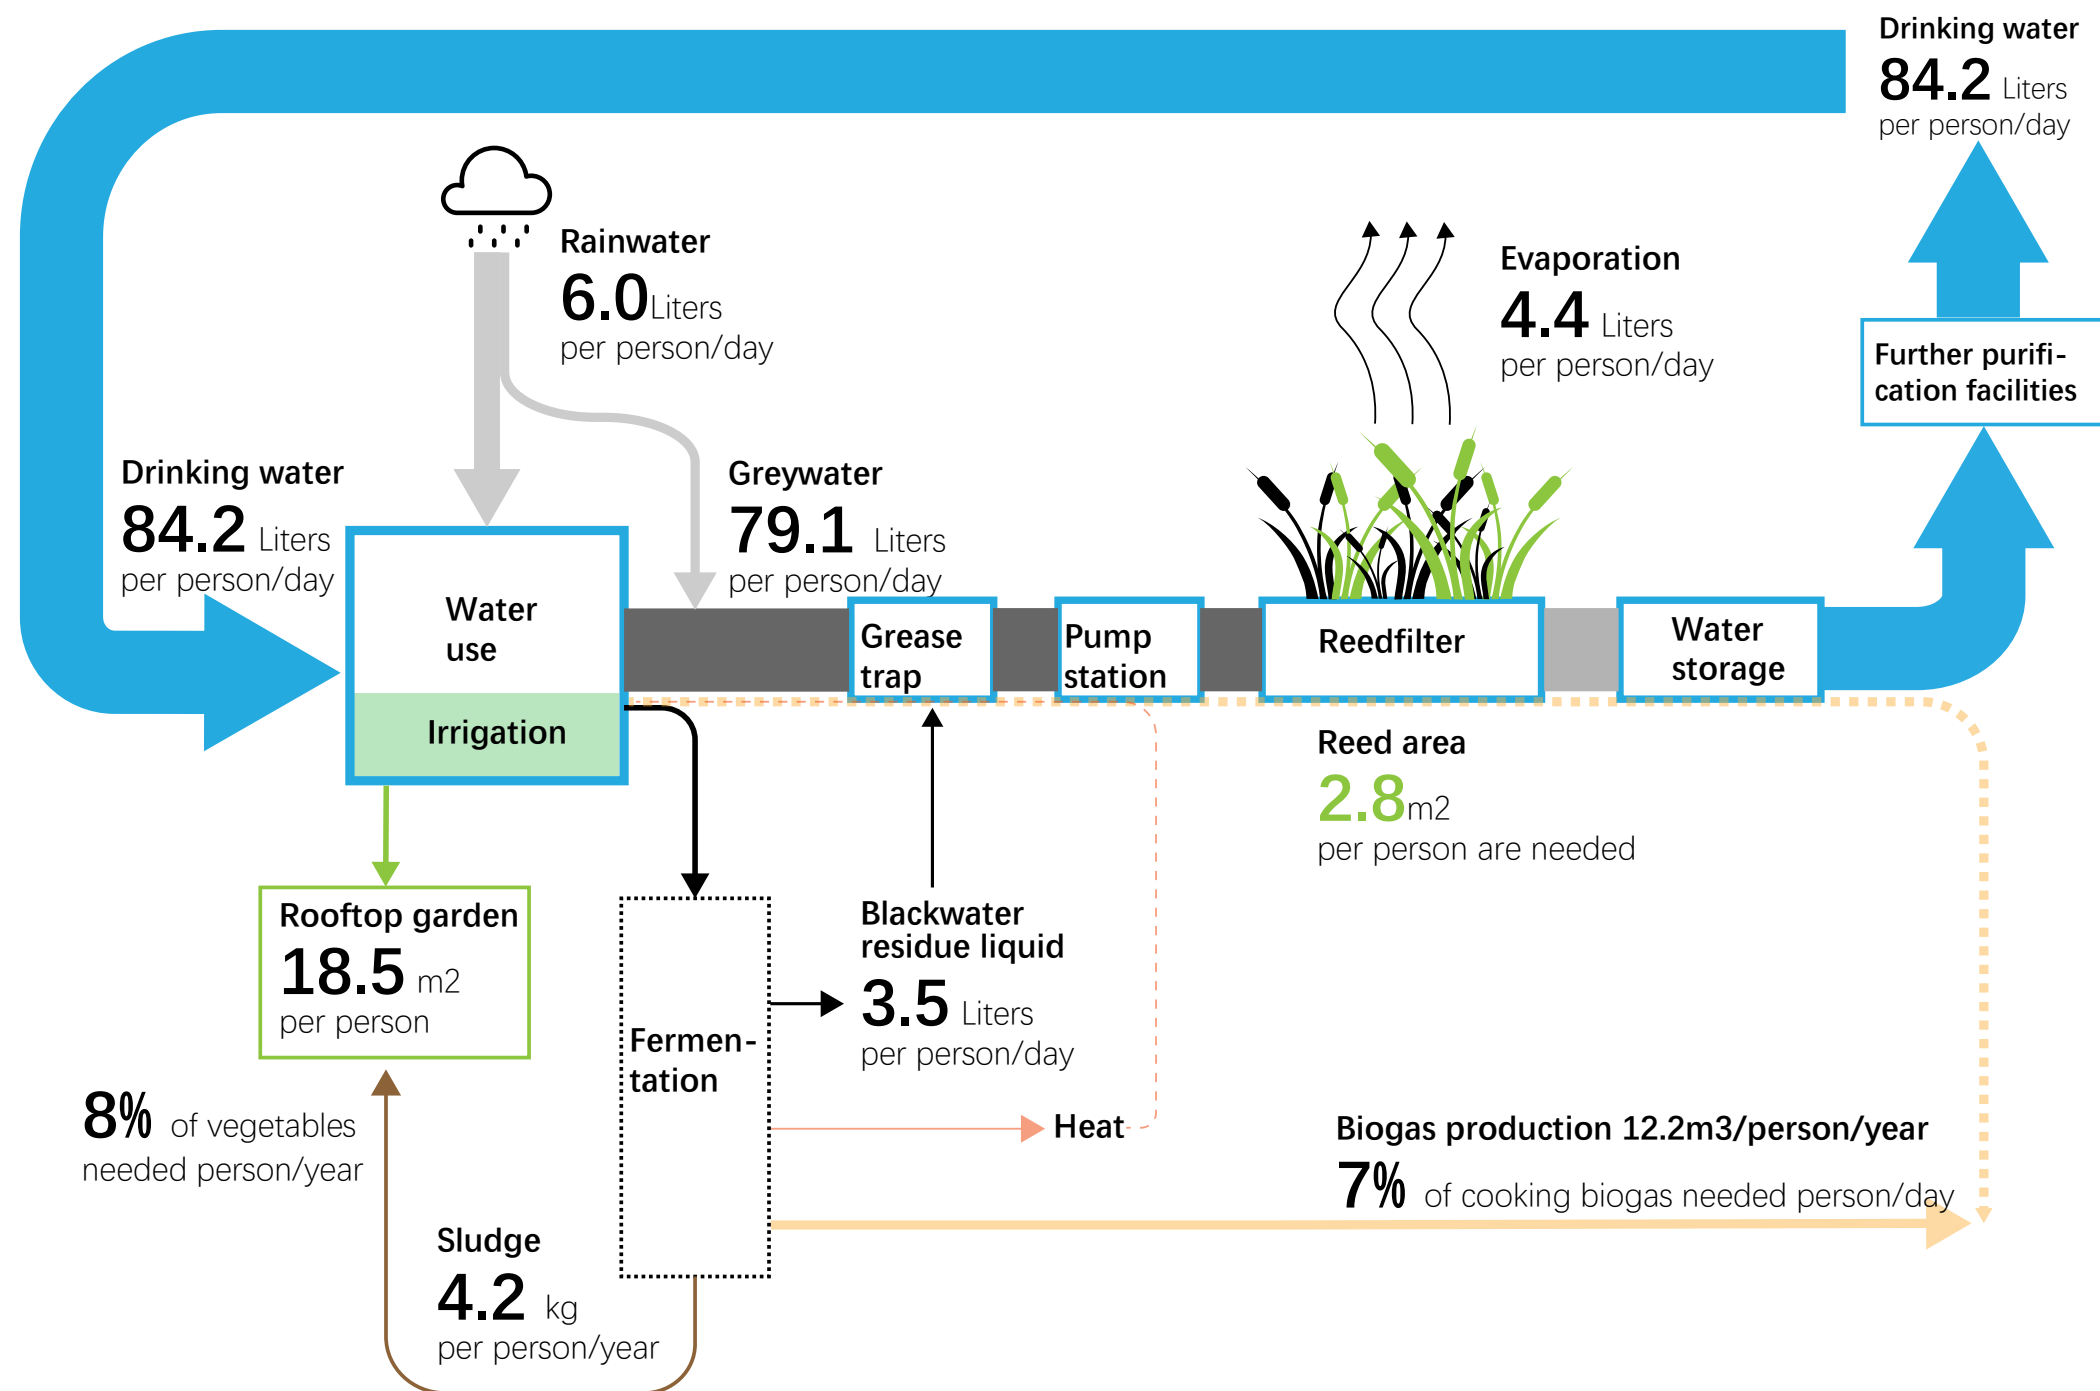 Drinking water
84.2 Liters
per person/day
Rainwater
6.0 Liters
per person/day
Evaporation
4.4 Liters
per person/day
Further purifi-
cation facilities
Drinking water
84.2 Liters
per person/day
Greywater
79.1 Liters
per person/day
Water
use
Irrigation
Grease
trap
Pump
station
Reedfilter
Water
storage
Reed area
2.8m2
per person are needed
Rooftop garden
18.5 m2
per person
Blackwater
residue liquid
3.5 Liters
per person/day
Fermen-
tation
8% of vegetables
needed person/year
Heat
Biogas production 12.2m3/person/year
7% of cooking biogas needed person/day
Sludge
4.2 kg
per person/year